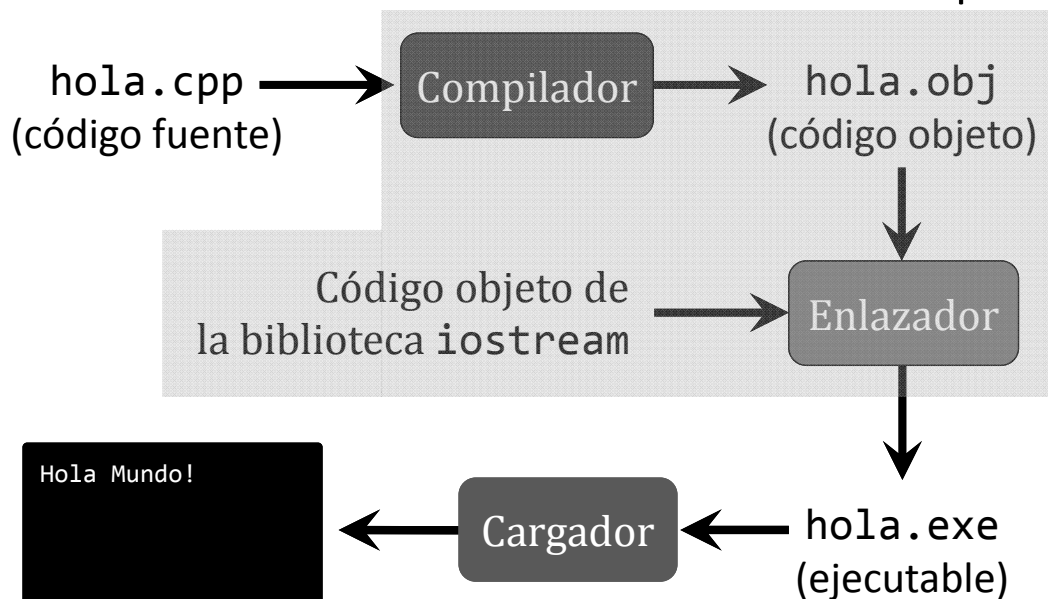 hola.cpp
(código fuente)
Compilador
hola.obj
(código objeto)
Código objeto de
la biblioteca iostream
Enlazador
Hola Mundo!
Cargador
hola.exe
(ejecutable)